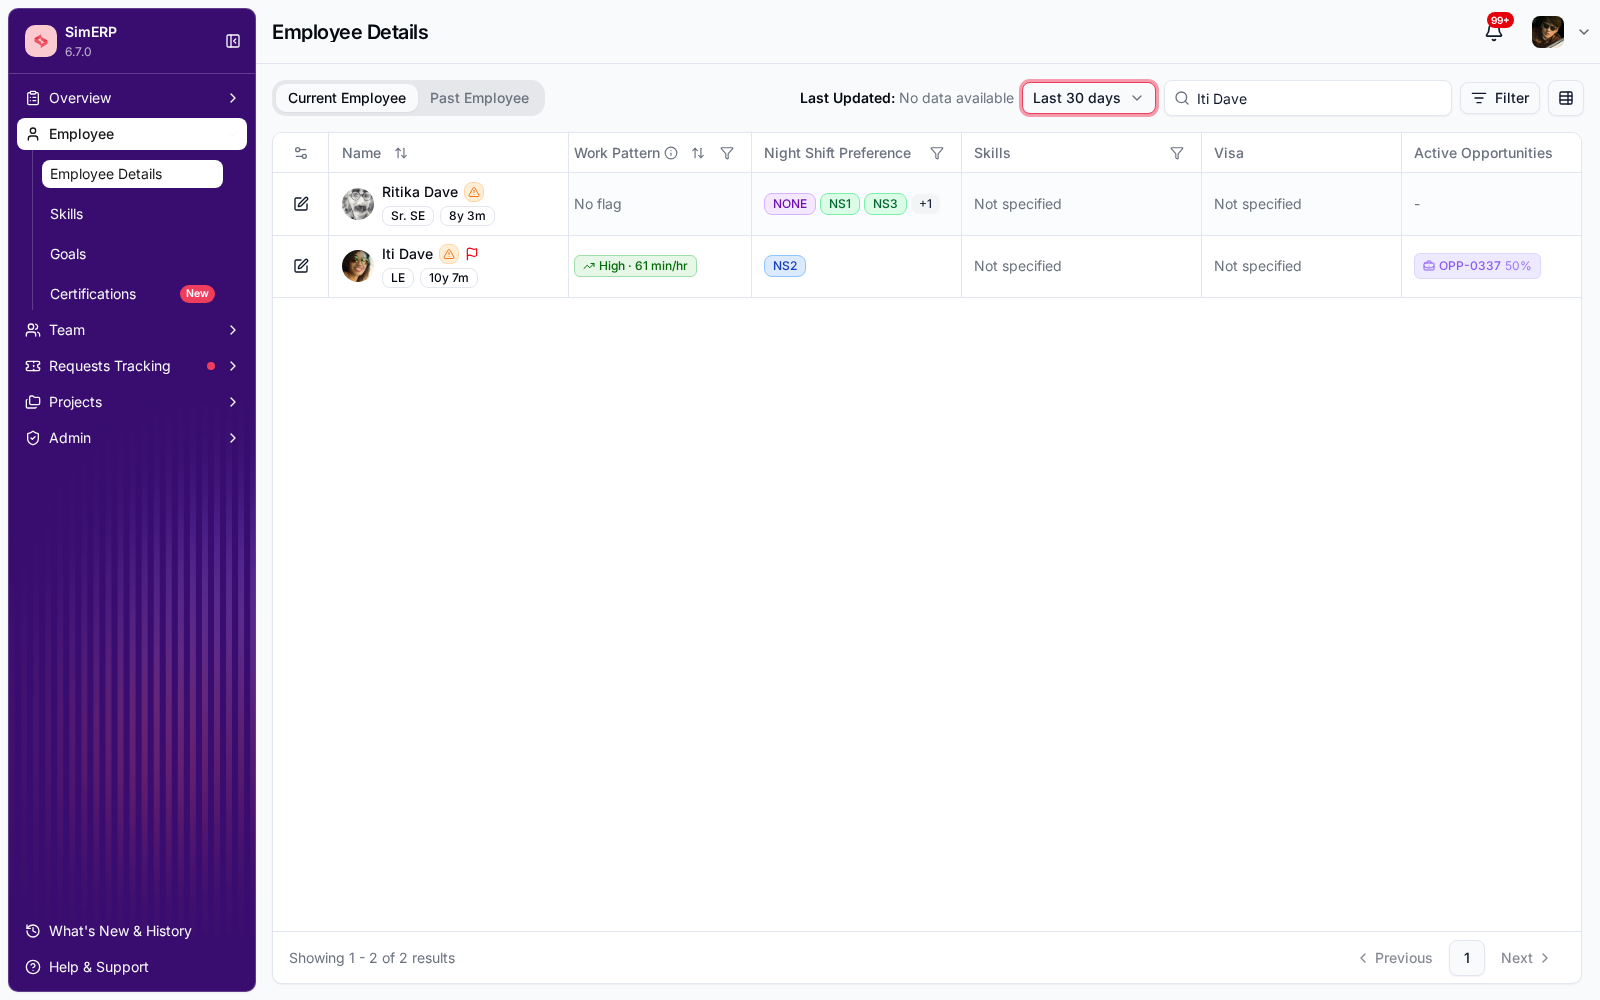 SimERP
6.7.0
Overview
Employee
Employee Details
Skills
Goals
Certifications New
Team
Requests Tracking
Projects
Admin
What's New & History
Help & Support
Employee Details
99+
Current Employee Past Employee
Last Updated: No data available
Last 30 days
Iti Dave
Filter
Name Work Pattern Night Shift Preference Skills Visa Active Opportunities
Ritika Dave
Sr. SE 8y 3m
No flag
NONE NS1 NS3 +1
Not specified
Not specified
-
Iti Dave
LE 10y 7m
High · 61 min/hr
NS2
Not specified
Not specified
OPP-0337 50%
Showing 1 - 2 of 2 results
Previous 1 Next